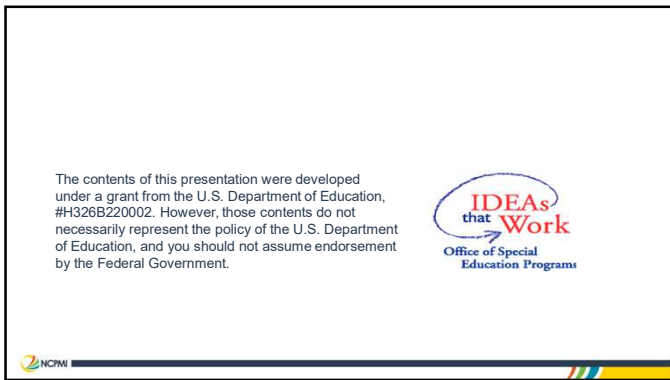 The contents of this presentation were developed
under a grant from the U.S. Department of Education,
#H326B220002. However, those contents do not
necessarily represent the policy of the U.S. Department
of Education, and you should not assume endorsement
by the Federal Government.
IDEAs
that Work
Office of Special
Education Programs
NCPMI